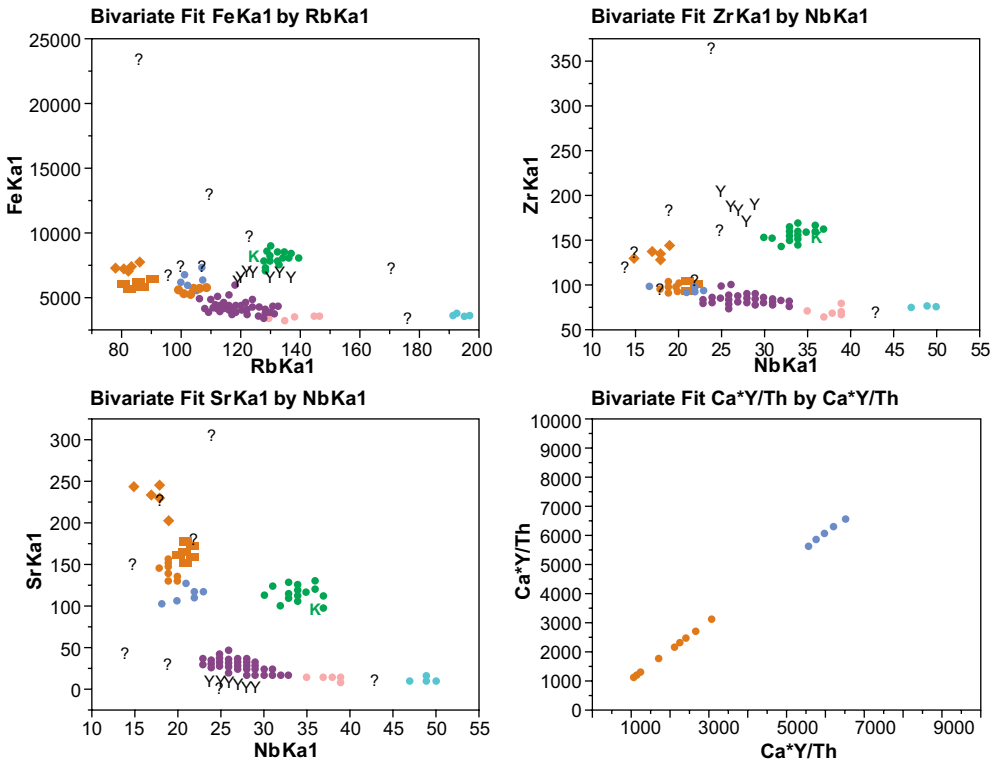 Bivariate Fit FeKa1 by RbKa1
25000
20000
15000
10000
5000
FeKa1
80 100 120 140 160 180 200
RbKa1
? ? ? ? ? ? ? ? ?
K
Y Y Y Y Y Y Y
Bivariate Fit ZrKa1 by NbKa1
350
300
250
200
150
100
50
ZrKa1
10 15 20 25 30 35 40 45 50 55
NbKa1
? ? ? ? ? ? ? ?
Y Y Y Y Y
K
Bivariate Fit SrKa1 by NbKa1
300
250
200
150
100
50
0
SrKa1
10 15 20 25 30 35 40 45 50 55
NbKa1
? ? ? ? ? ? ? ?
K
Y Y Y Y Y Y
Bivariate Fit Ca*Y/Th by Ca*Y/Th
10000
9000
8000
7000
6000
5000
4000
3000
2000
1000
0
Ca*Y/Th
1000 3000 5000 7000 9000
Ca*Y/Th